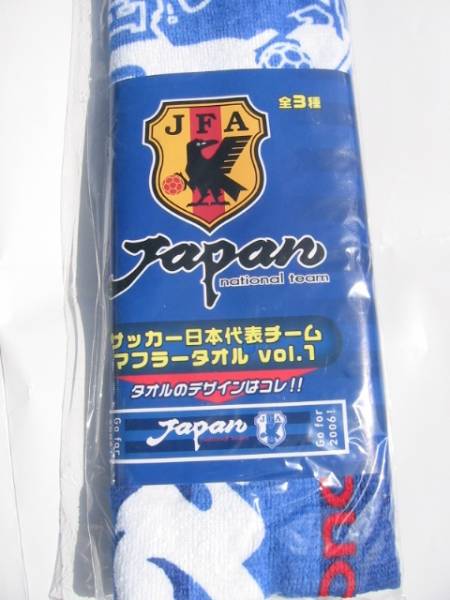 全3種
JFA
Japan
national team
サッカー日本代表チーム
マフラータオル vol.1
タオルのデザインはコレ!!
Go for
Japan
Go for
2006!